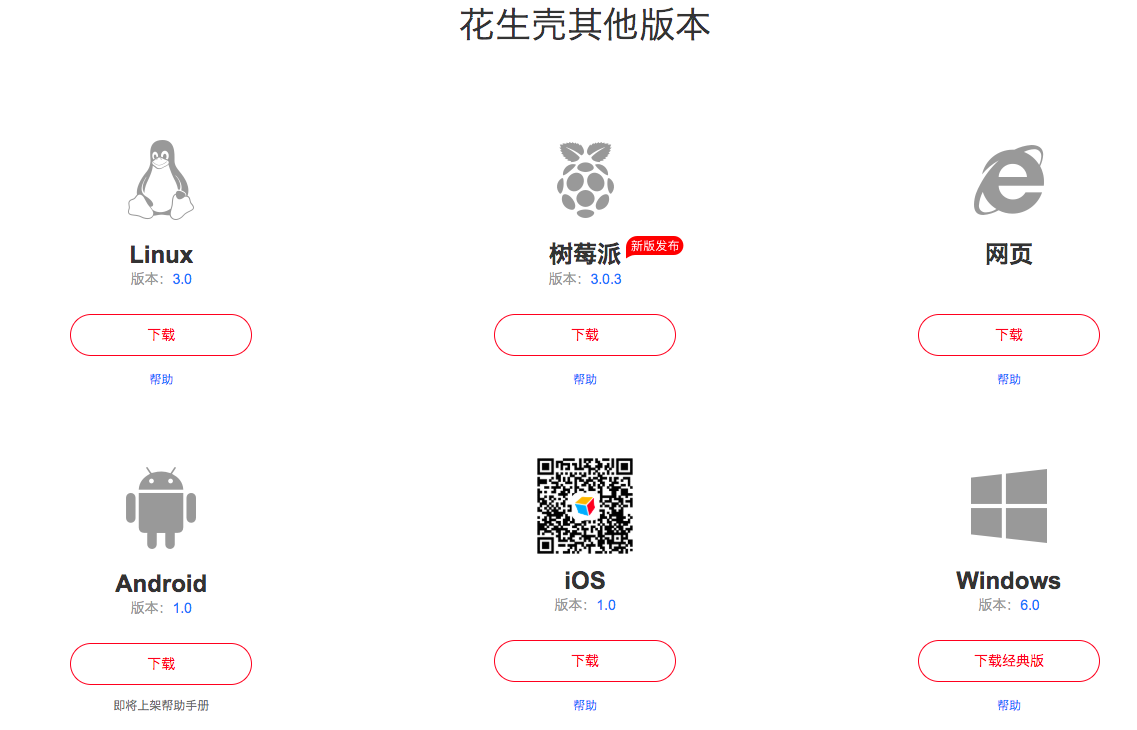 花生壳其他版本
Linux
版本：3.0
下载
帮助
树莓派
新版发布
版本：3.0.3
下载
帮助
网页
下载
帮助
Android
版本：1.0
下载
即将上架帮助手册
iOS
版本：1.0
下载
帮助
Windows
版本：6.0
下载经典版
帮助